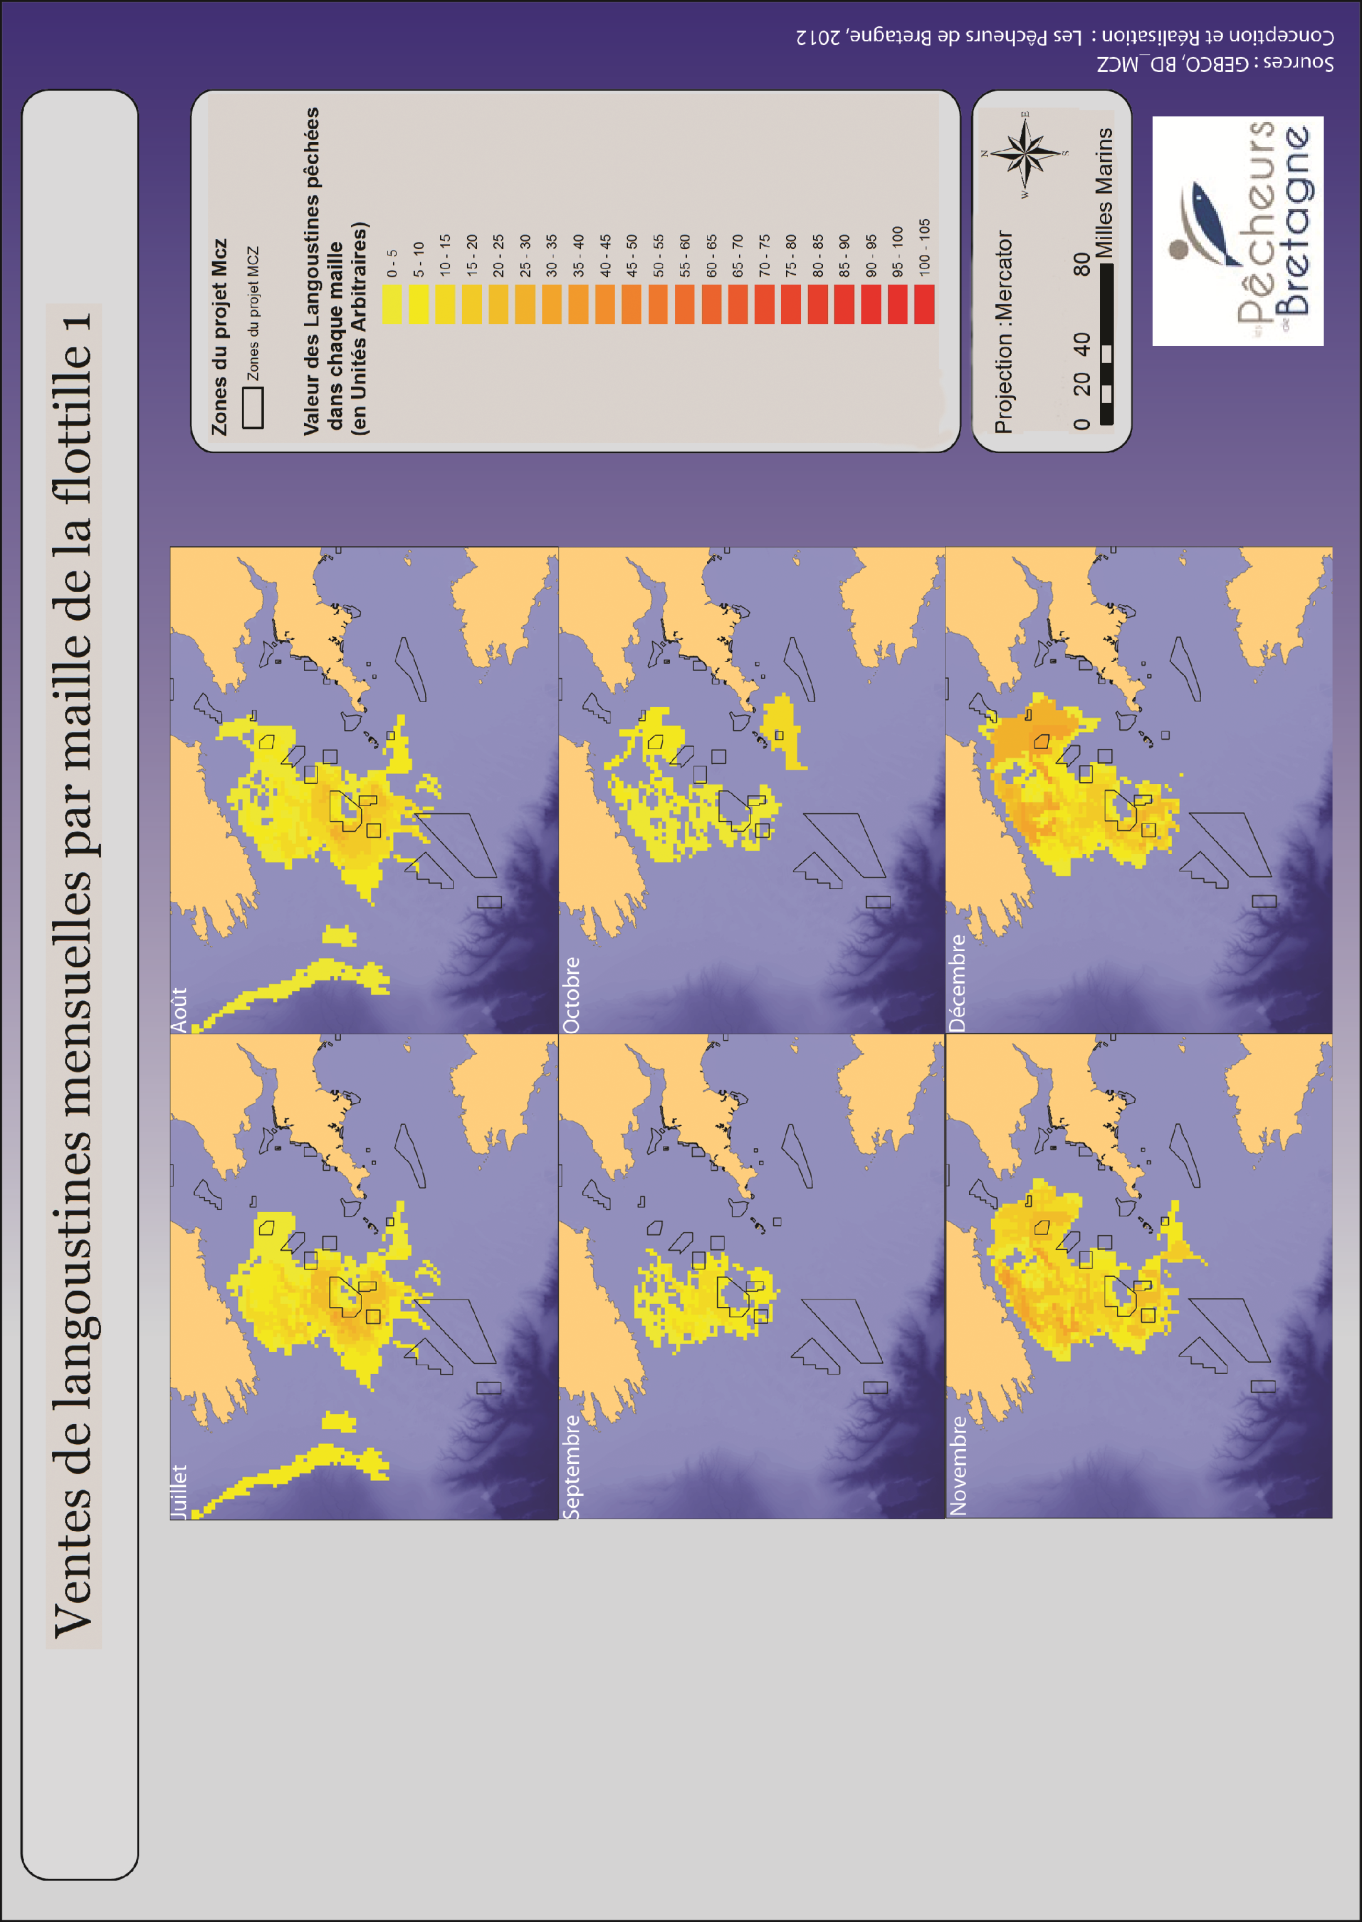 Ventes de langoustines mensuelles par maille de la flottille 1
Juillet
Août
Septembre
Octobre
Novembre
Décembre
Zones du projet Mcz
Zones du projet MCZ
Valeur des Langoustines pêchées
dans chaque maille
(en Unités Arbitraires)
0 - 5
5 - 10
10 - 15
15 - 20
20 - 25
25 - 30
30 - 35
35 - 40
40 - 45
45 - 50
50 - 55
55 - 60
60 - 65
65 - 70
70 - 75
75 - 80
80 - 85
85 - 90
90 - 95
95 - 100
100 - 105
Projection :Mercator
N
W
E
S
0 20 40 80
Milles Marins
les Pêcheurs
de Bretagne
Sources : GEBCO, BD_MCZ
Conception et Réalisation : Les Pêcheurs de Bretagne, 2012